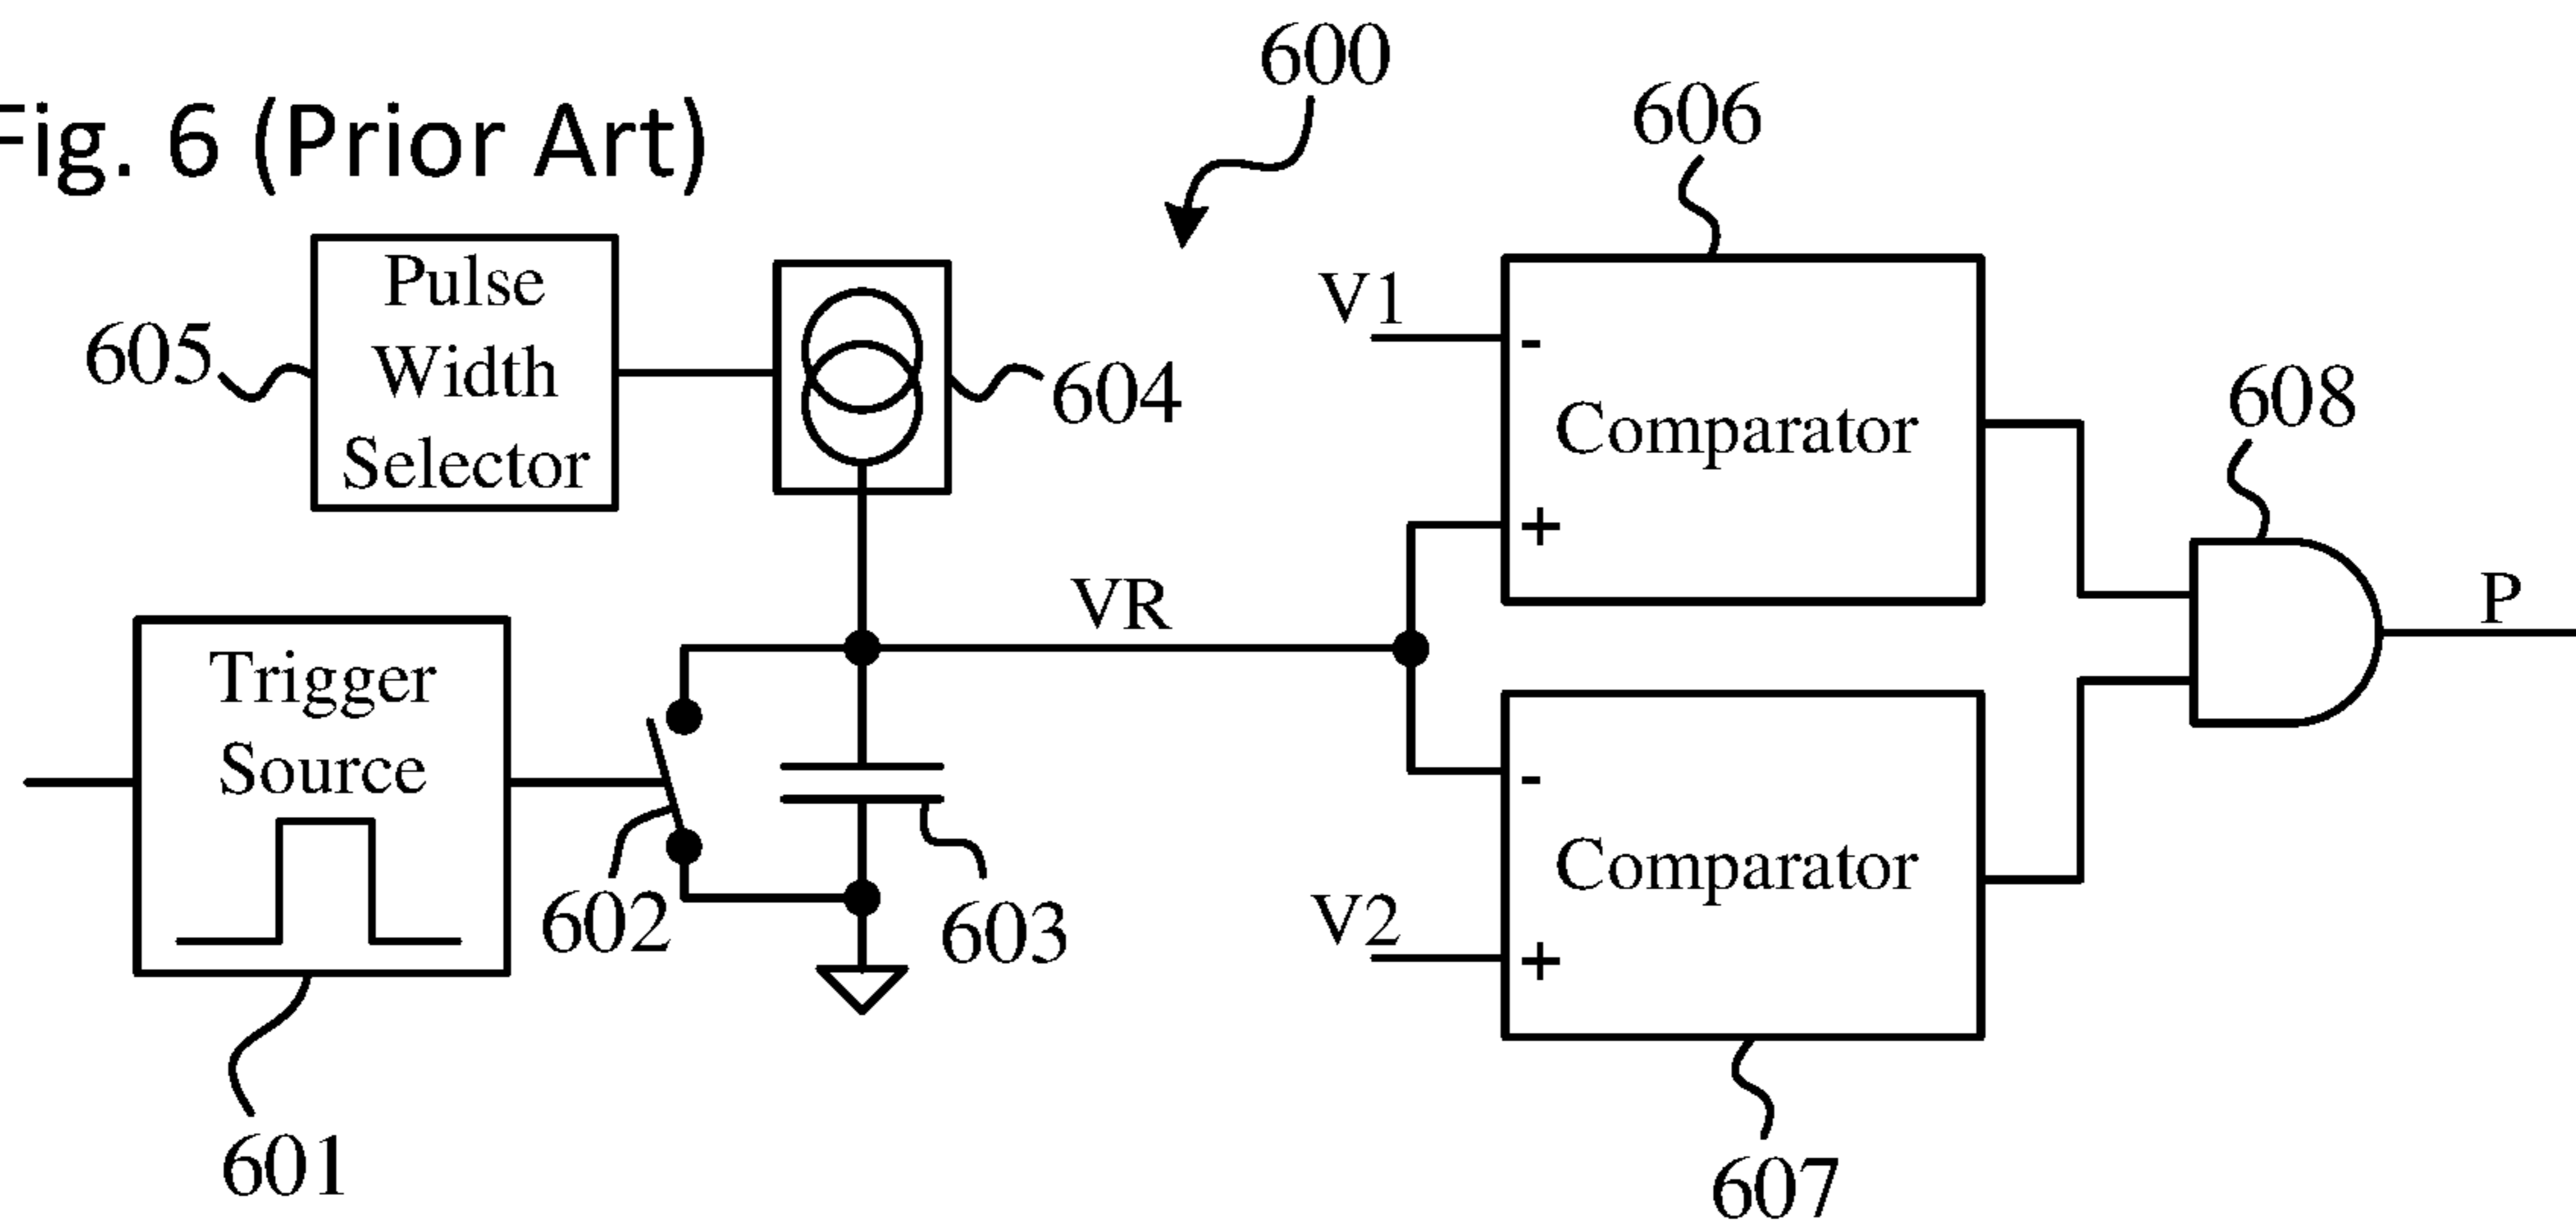 Fig. 6 (Prior Art)
600
606
605
Pulse
Width
Selector
604
V1
-
Comparator
+
608
VR
P
Trigger
Source
602
603
-
Comparator
V2
+
601
607